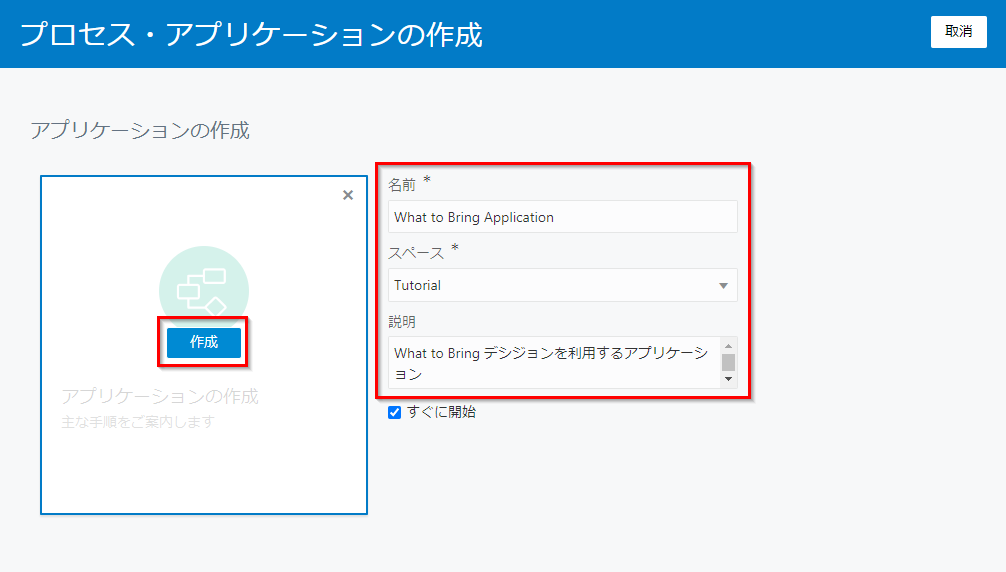 プロセス・アプリケーションの作成
取消
アプリケーションの作成
×
作成
アプリケーションの作成
主な手順をご案内します
名前 *
What to Bring Application
スペース *
Tutorial
説明
What to Bring デシジョンを利用するアプリケーシ
ョン
すぐに開始